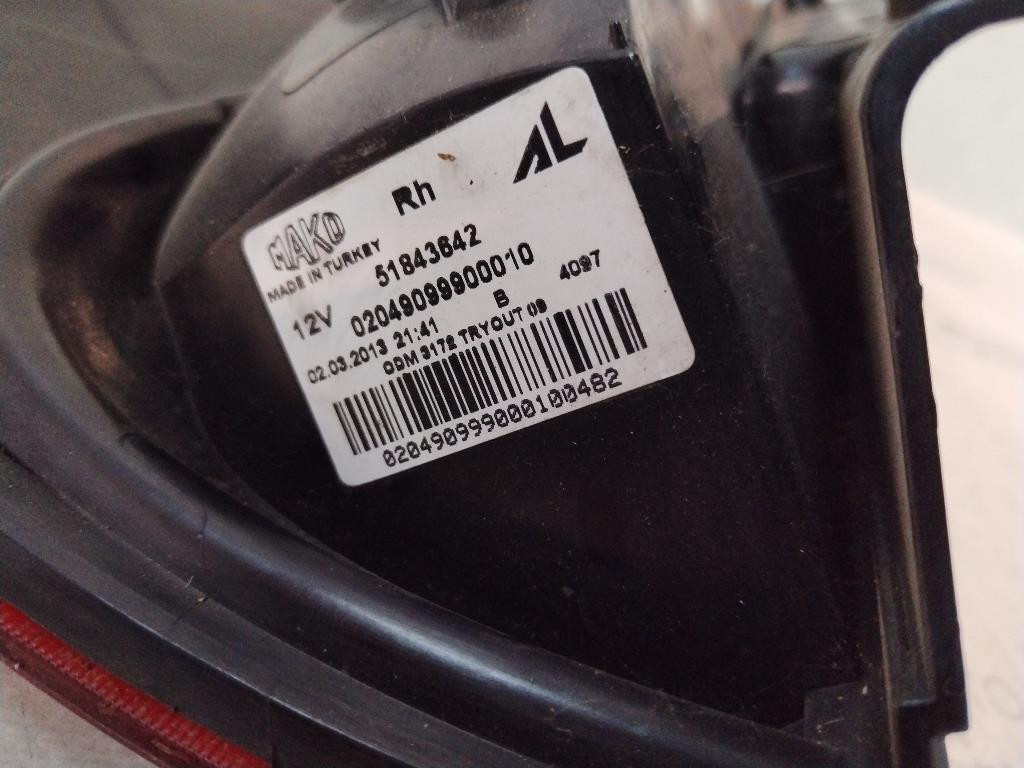 MAKO Rh AL
MADE IN TURKEY
51843642
12V 02049099900010
02.03.2013 21:41 B 4097
ODM 3172 TRYOUT 09
020490999000100482